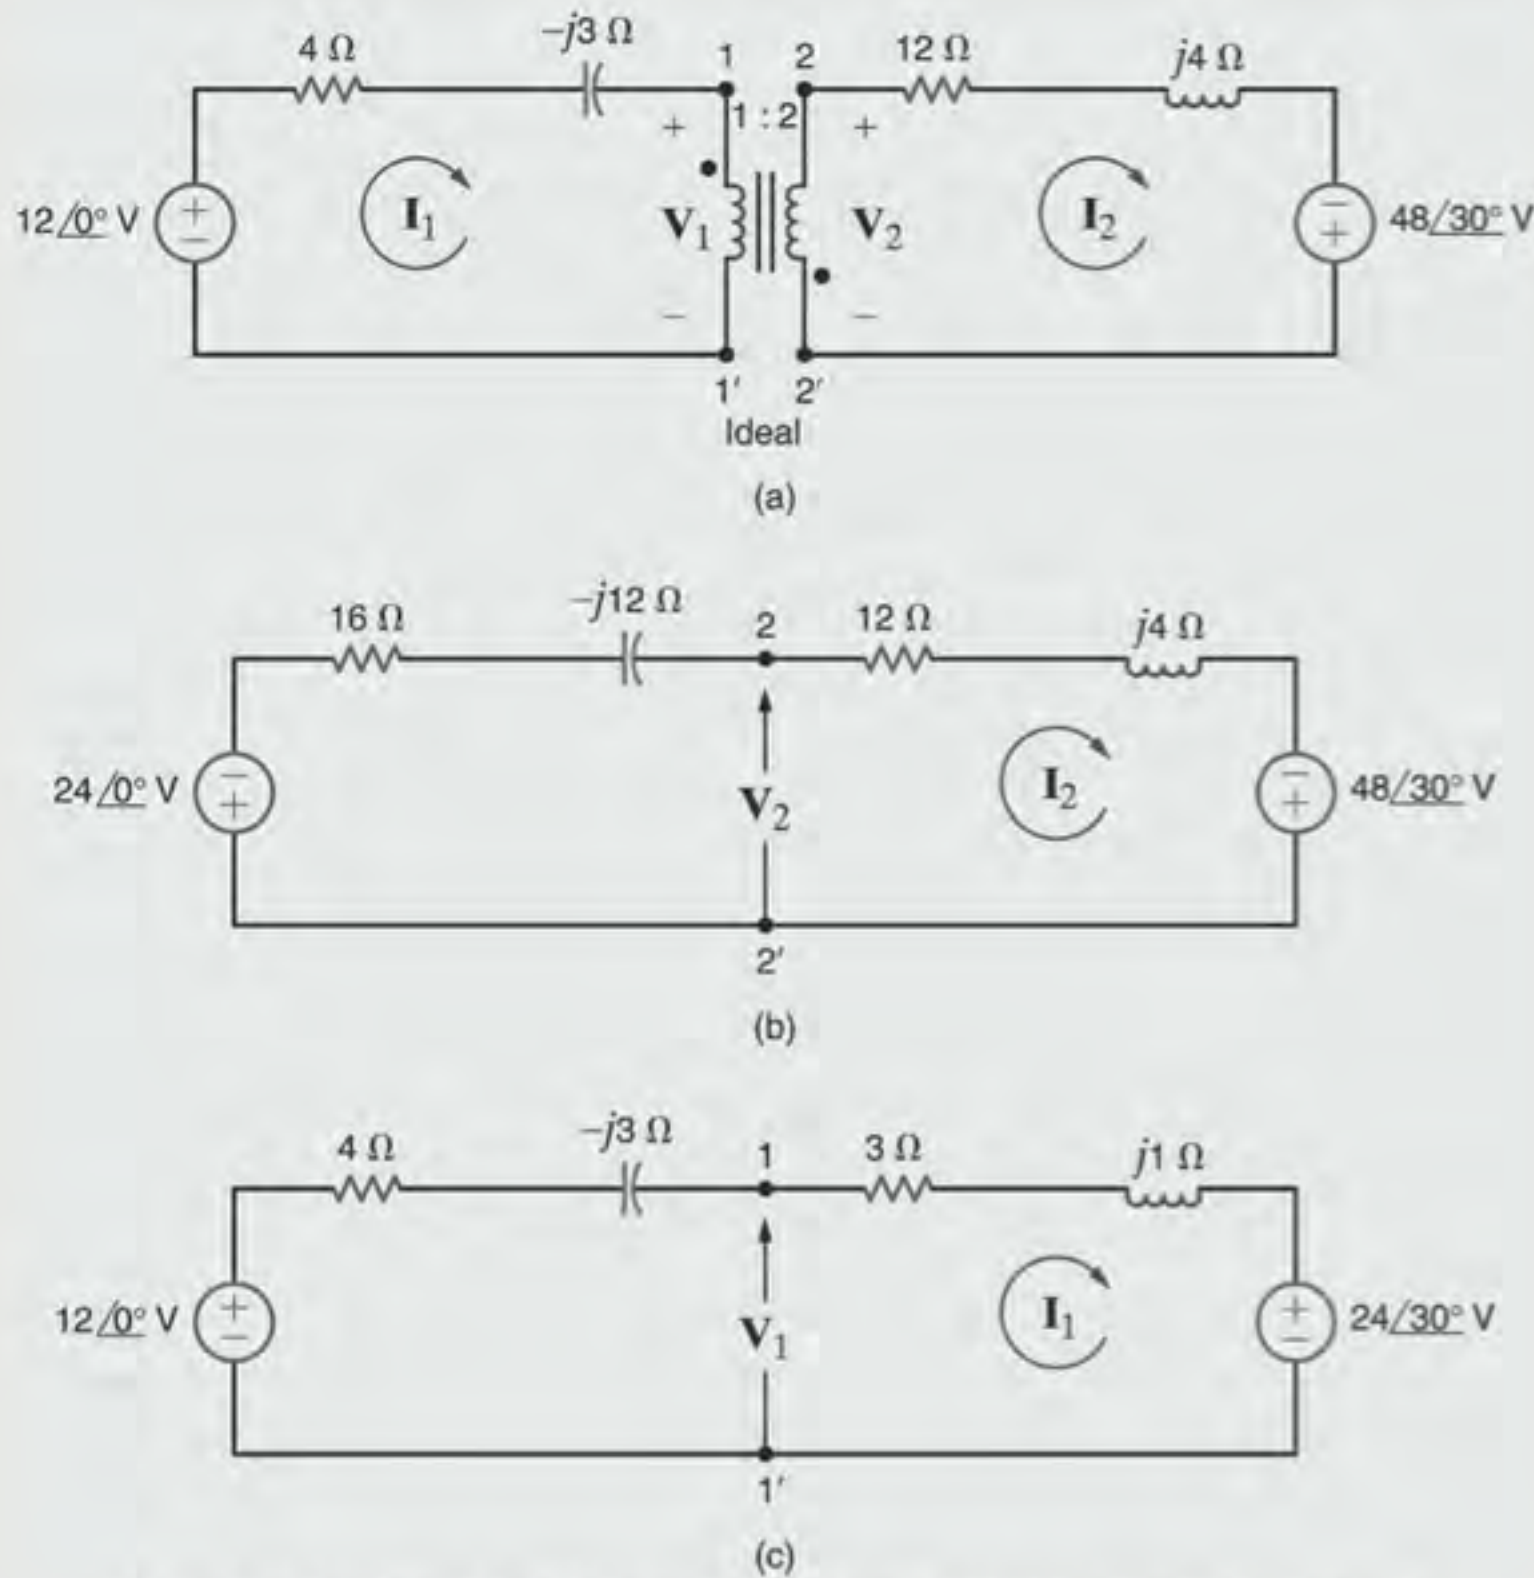 4 Ω −j3 Ω 1 2 12 Ω j4 Ω
1 : 2
+ +
12/0° V + − I₁ V₁ V₂ I₂ − + 48/30° V
− −
1′ 2′
Ideal
(a)
16 Ω −j12 Ω 2 12 Ω j4 Ω
24/0° V − + V₂ I₂ − + 48/30° V
2′
(b)
4 Ω −j3 Ω 1 3 Ω j1 Ω
12/0° V + − V₁ I₁ + − 24/30° V
1′
(c)